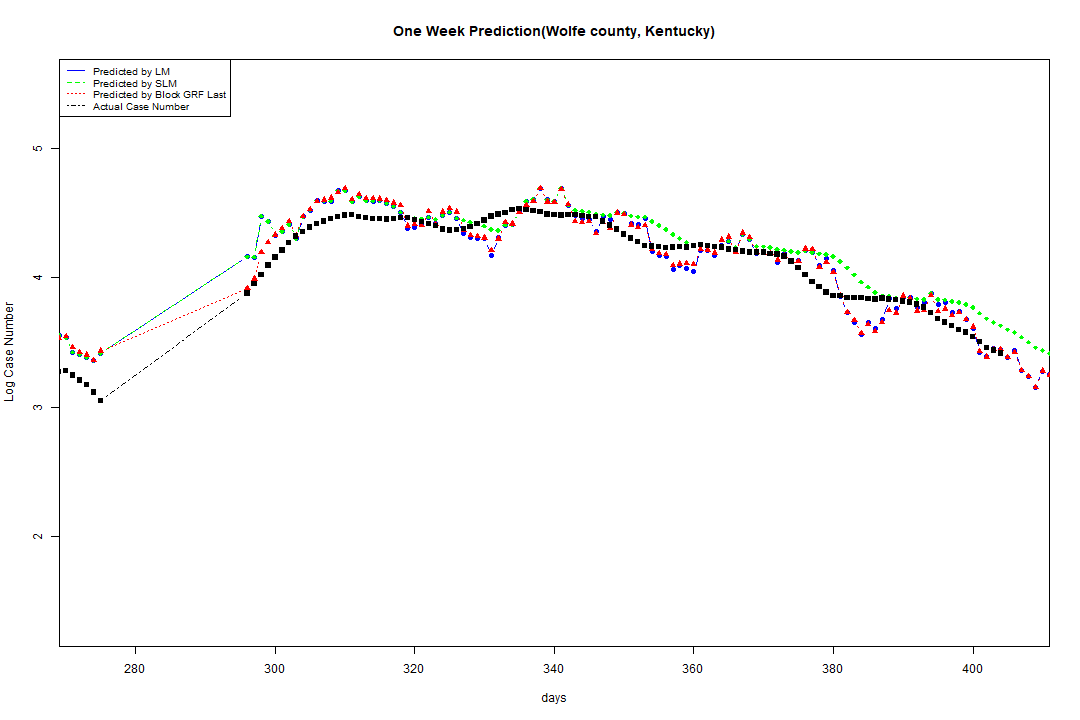 One Week Prediction(Wolfe county, Kentucky)
Predicted by LM
Predicted by SLM
Predicted by Block GRF Last
Actual Case Number
5
4
3
2
Log Case Number
280 300 320 340 360 380 400
days